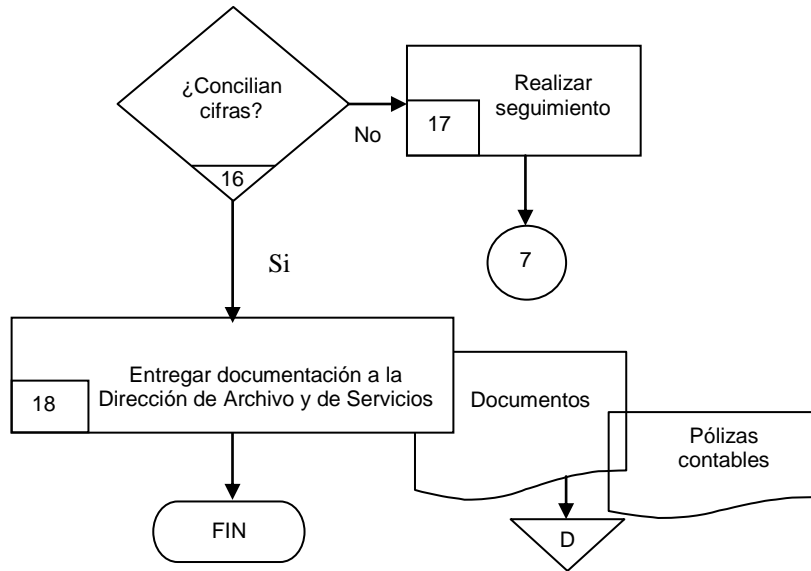 ¿Concilian
cifras?
16
No
Realizar
seguimiento
17
7
Si
Entregar documentación a la
Dirección de Archivo y de Servicios
18
Documentos
Pólizas
contables
FIN
D